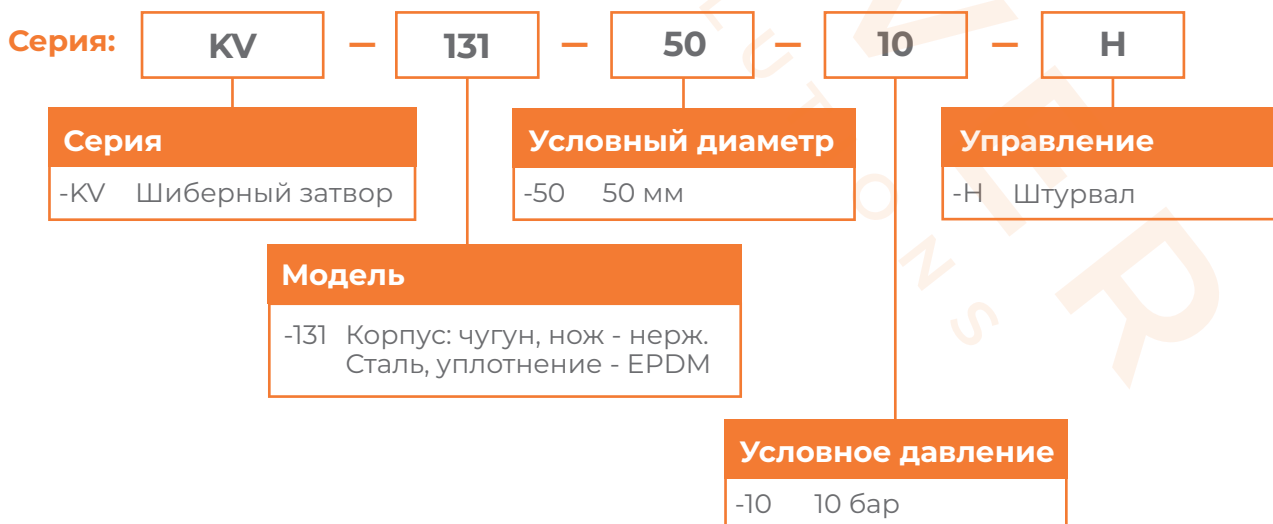 Серия: KV – 131 – 50 – 10 – H
Серия
-KV Шиберный затвор
Условный диаметр
-50 50 мм
Управление
-H Штурвал
Модель
-131 Корпус: чугун, нож - нерж.
Сталь, уплотнение - EPDM
Условное давление
-10 10 бар